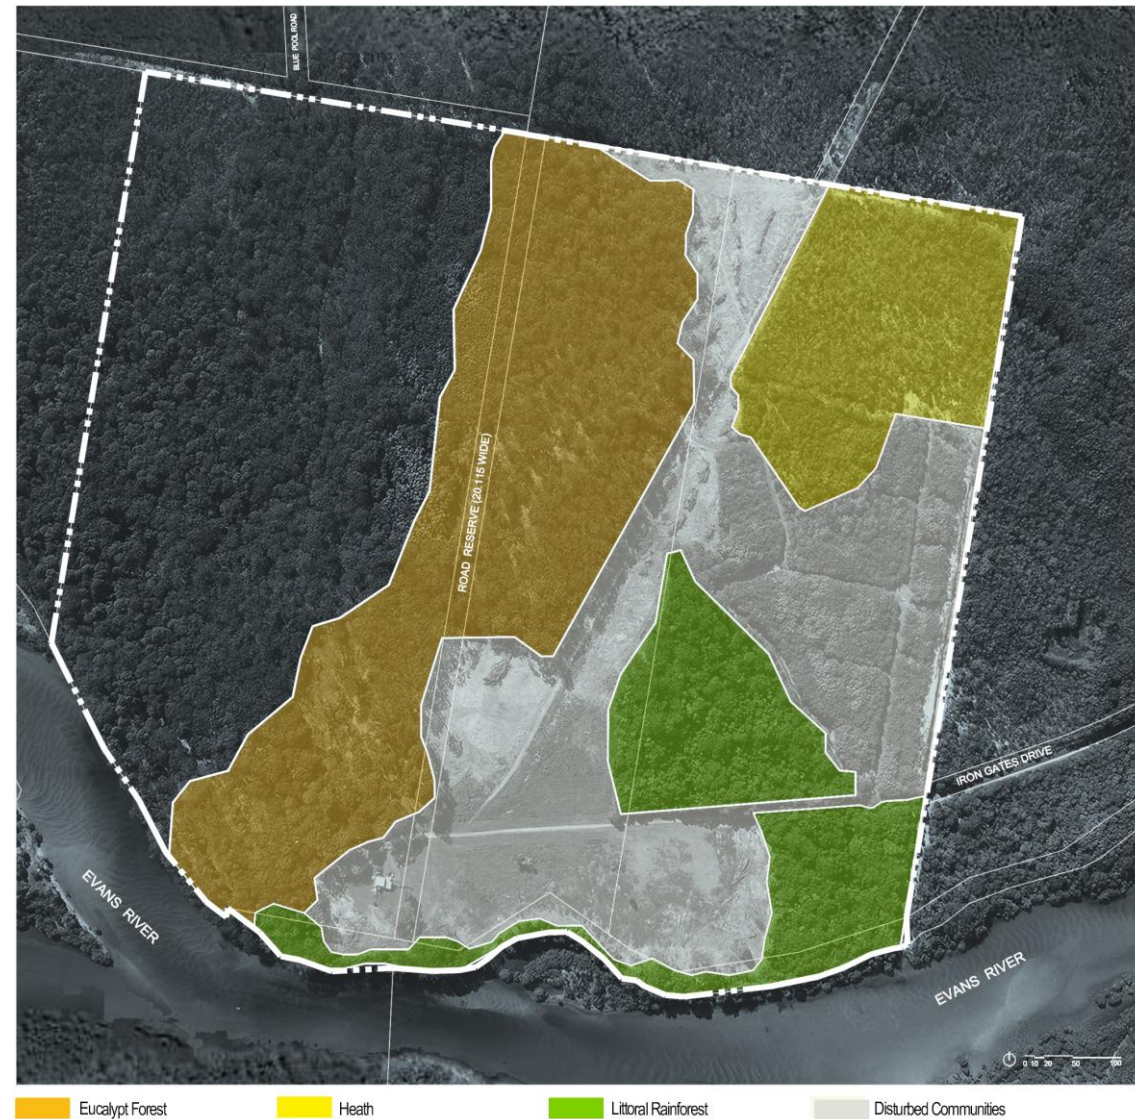 BLUE POOL ROAD
ROAD RESERVE (20.115 WIDE)
IRON GATES DRIVE
EVANS RIVER
EVANS RIVER
0 10 20 50 100
Eucalypt Forest
Heath
Littoral Rainforest
Disturbed Communities